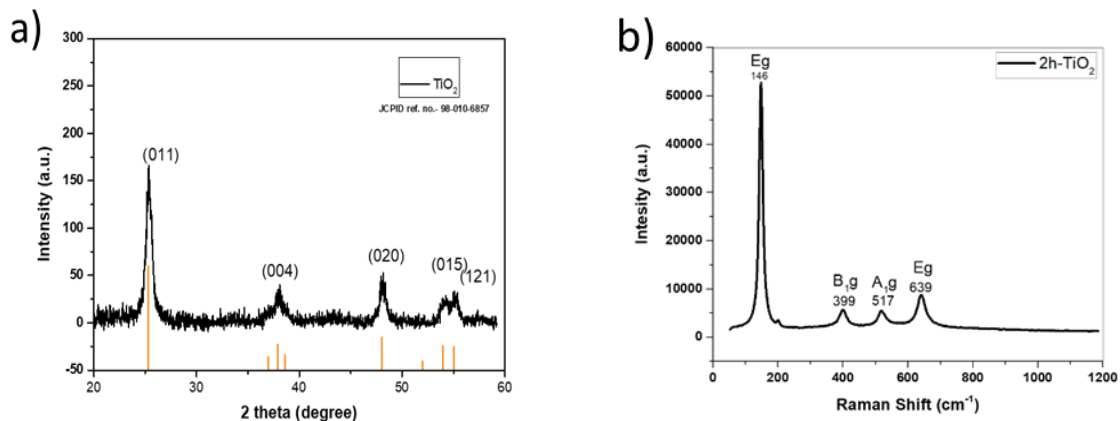 a)
300
250
200
150
100
50
0
-50
Intensity (a.u.)
TiO₂
JCPID ref. no.- 98-010-6857
(011)
(004)
(020)
(015)
(121)
20 30 40 50 60
2 theta (degree)
b)
60000
50000
40000
30000
20000
10000
0
Intesity (a.u.)
2h-TiO₂
Eg
146
B₁g
399
A₁g
517
Eg
639
0 200 400 600 800 1000 1200
Raman Shift (cm⁻¹)